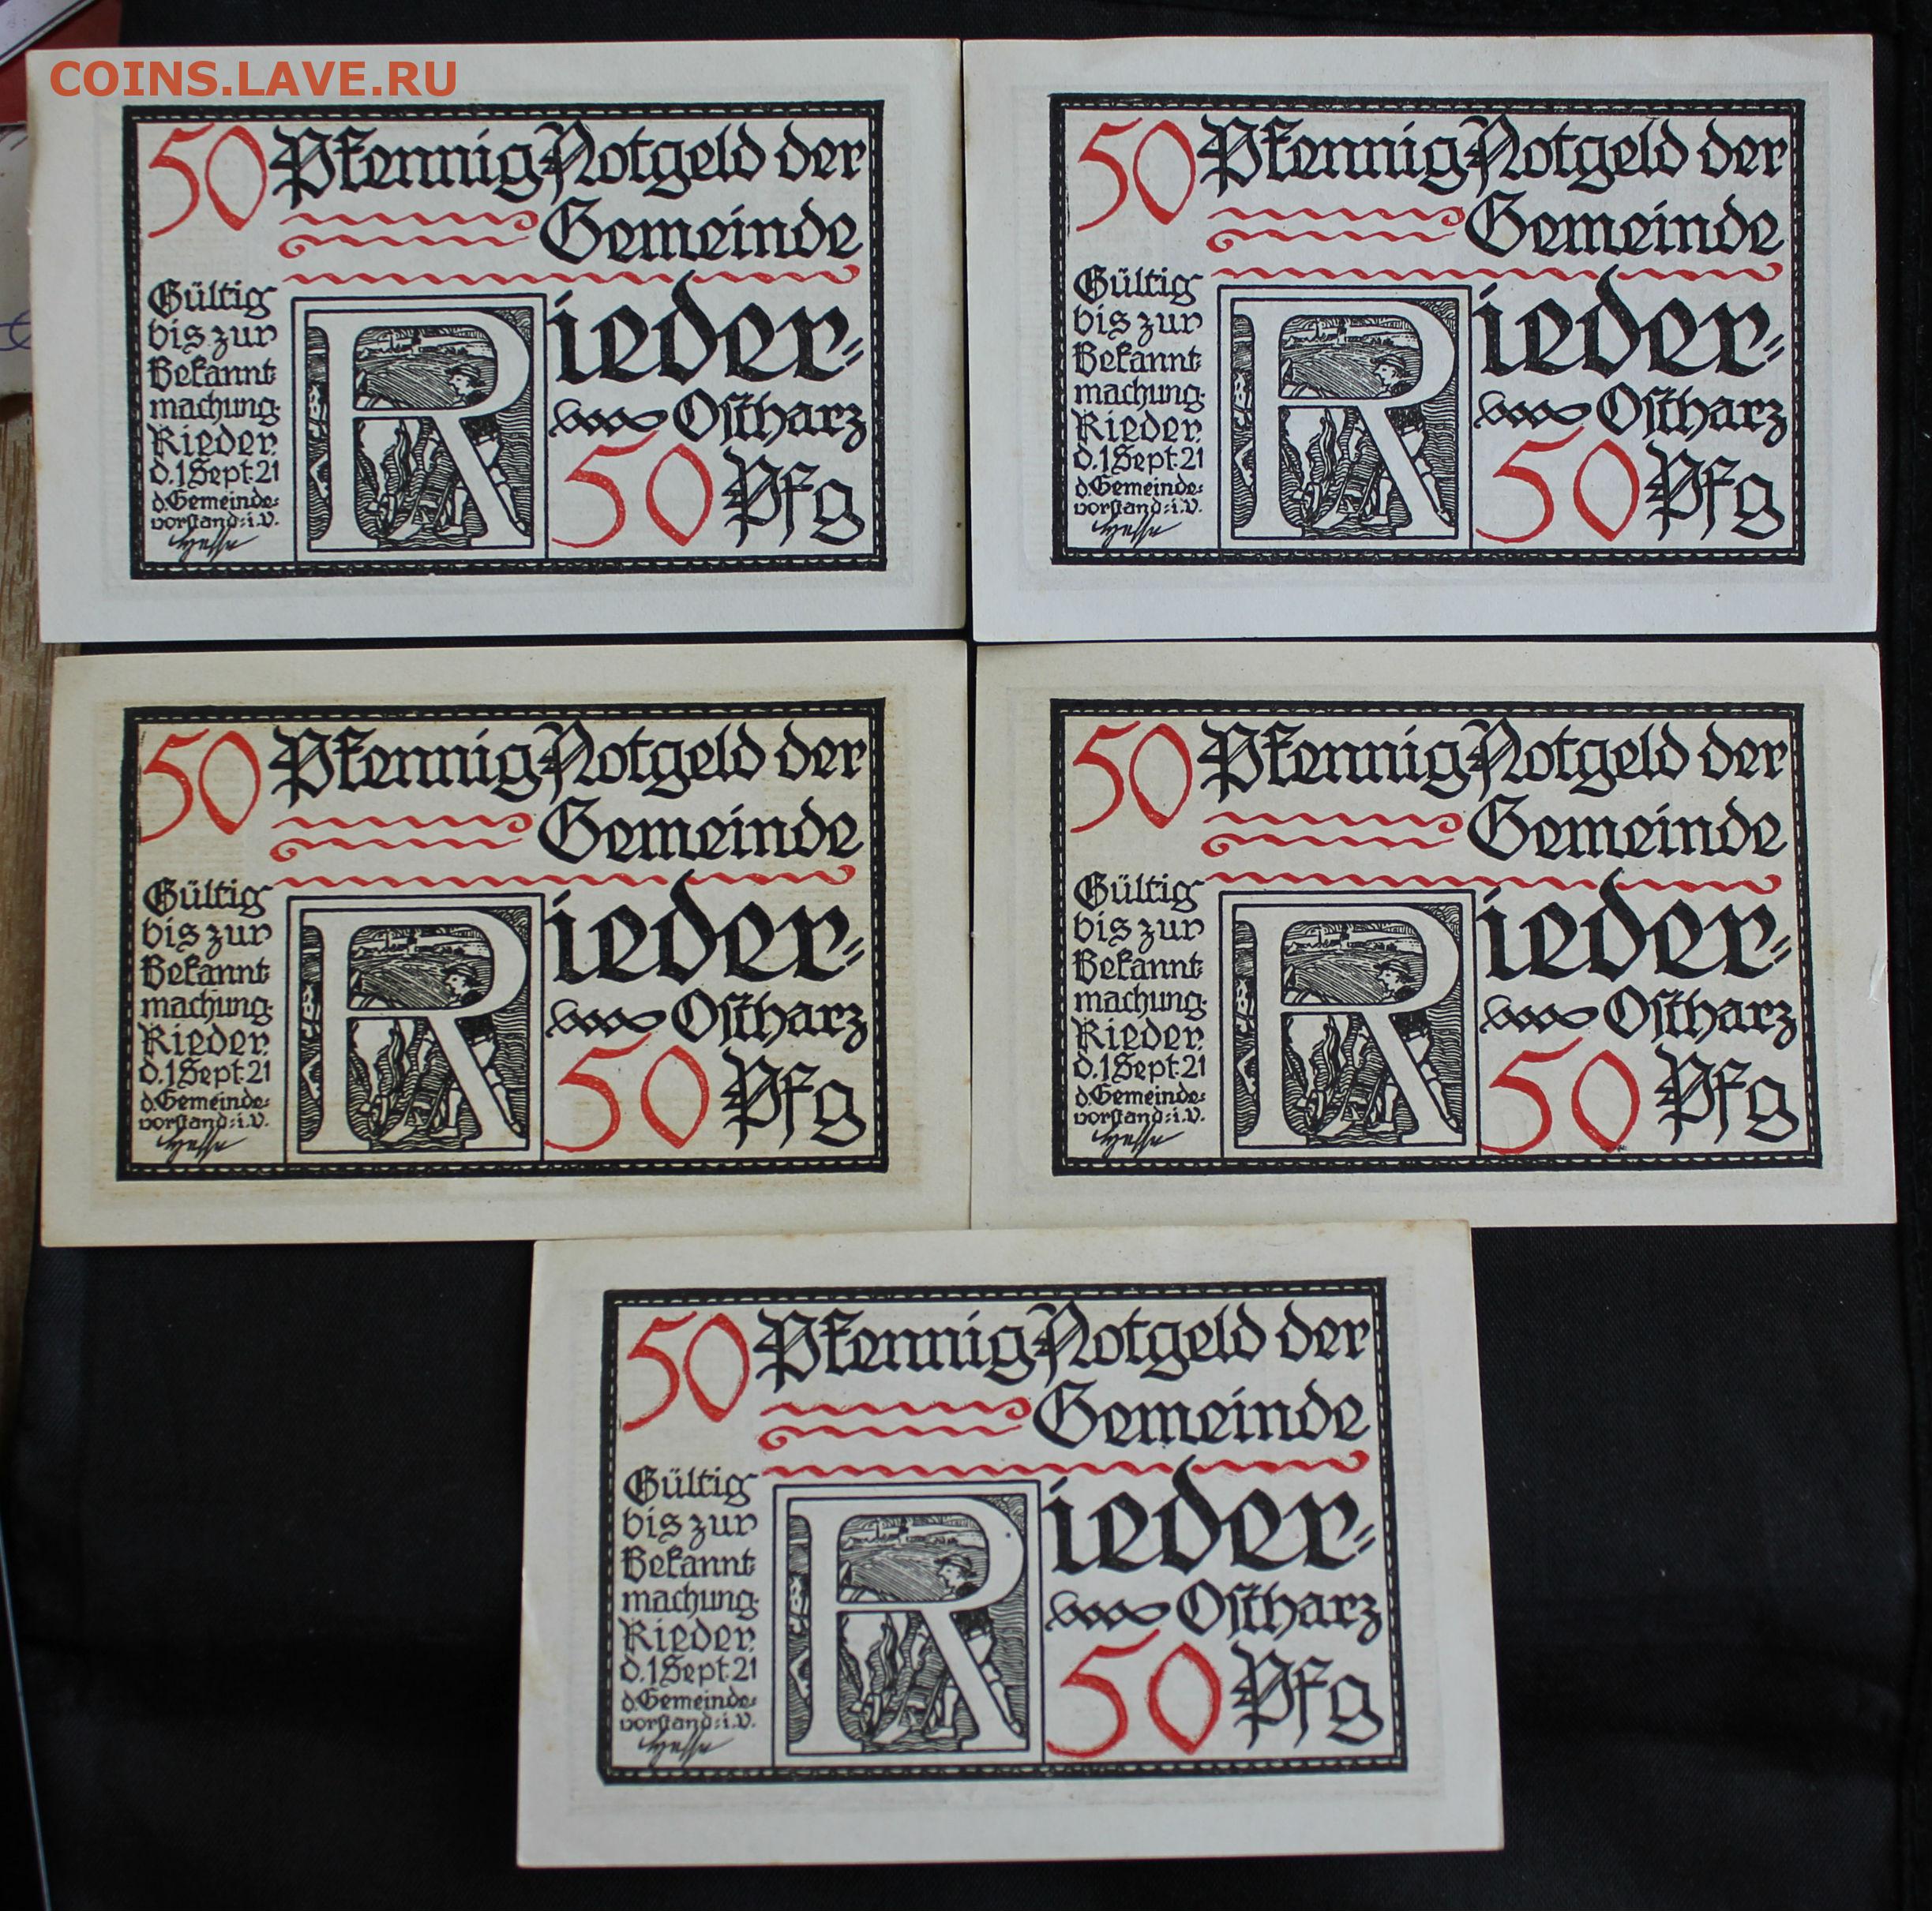 COINS.LAVE.RU
50 Pfennig Notgeld der
Gemeinde
Gültig
bis zur
Bekannt-
machung.
Rieder,
d. 1 Sept. 21
d. Gemeinde-
vorstand: i. V.
Hesse
Rieder-
Ostharz
50 Pfg
50 Pfennig Notgeld der
Gemeinde
Gültig
bis zur
Bekannt-
machung.
Rieder,
d. 1 Sept. 21
d. Gemeinde-
vorstand: i. V.
Hesse
Rieder-
Ostharz
50 Pfg
50 Pfennig Notgeld der
Gemeinde
Gültig
bis zur
Bekannt-
machung.
Rieder,
d. 1 Sept. 21
d. Gemeinde-
vorstand: i. V.
Hesse
Rieder-
Ostharz
50 Pfg
50 Pfennig Notgeld der
Gemeinde
Gültig
bis zur
Bekannt-
machung.
Rieder,
d. 1 Sept. 21
d. Gemeinde-
vorstand: i. V.
Hesse
Rieder-
Ostharz
50 Pfg
50 Pfennig Notgeld der
Gemeinde
Gültig
bis zur
Bekannt-
machung.
Rieder,
d. 1 Sept. 21
d. Gemeinde-
vorstand: i. V.
Hesse
Rieder-
Ostharz
50 Pfg